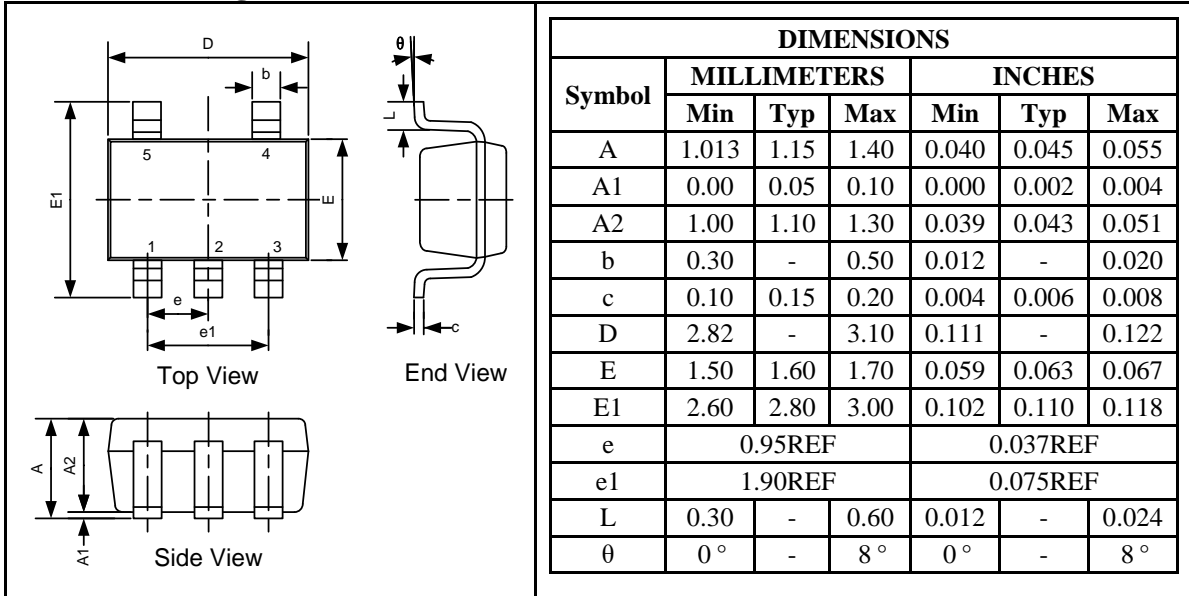 D
b
θ
L
5 4
E1
E
1 2 3
e
e1
c
Top View
End View
A
A2
A1
Side View
DIMENSIONS
Symbol MILLIMETERS INCHES
Min Typ Max Min Typ Max
A 1.013 1.15 1.40 0.040 0.045 0.055
A1 0.00 0.05 0.10 0.000 0.002 0.004
A2 1.00 1.10 1.30 0.039 0.043 0.051
b 0.30 - 0.50 0.012 - 0.020
c 0.10 0.15 0.20 0.004 0.006 0.008
D 2.82 - 3.10 0.111 - 0.122
E 1.50 1.60 1.70 0.059 0.063 0.067
E1 2.60 2.80 3.00 0.102 0.110 0.118
e 0.95REF 0.037REF
e1 1.90REF 0.075REF
L 0.30 - 0.60 0.012 - 0.024
θ 0° - 8° 0° - 8°